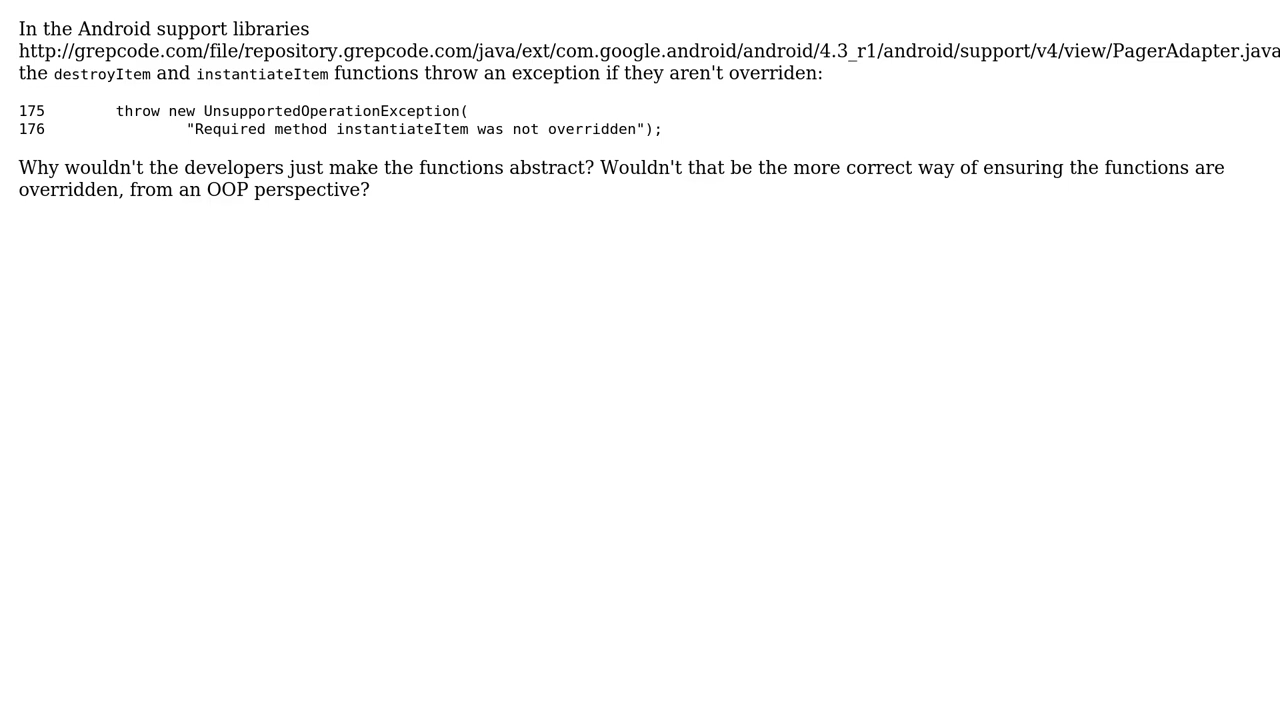 In the Android support libraries
http://grepcode.com/file/repository.grepcode.com/java/ext/com.google.android/android/4.3_r1/android/support/v4/view/PagerAdapter.java
the destroyItem and instantiateItem functions throw an exception if they aren't overriden:
175        throw new UnsupportedOperationException(
176                "Required method instantiateItem was not overridden");
Why wouldn't the developers just make the functions abstract? Wouldn't that be the more correct way of ensuring the functions are
overridden, from an OOP perspective?